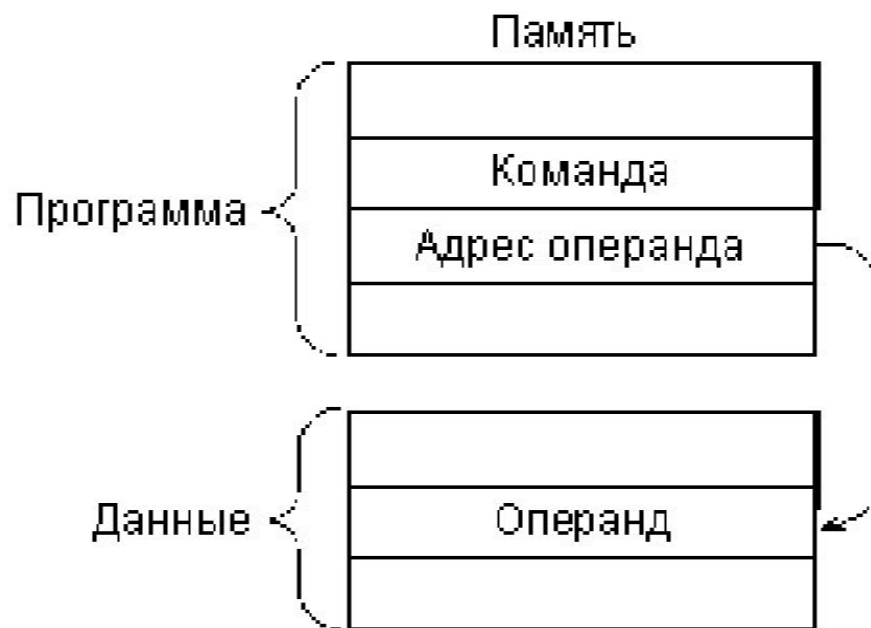 Память
Команда
Программа
Адрес операнда
Данные
Операнд